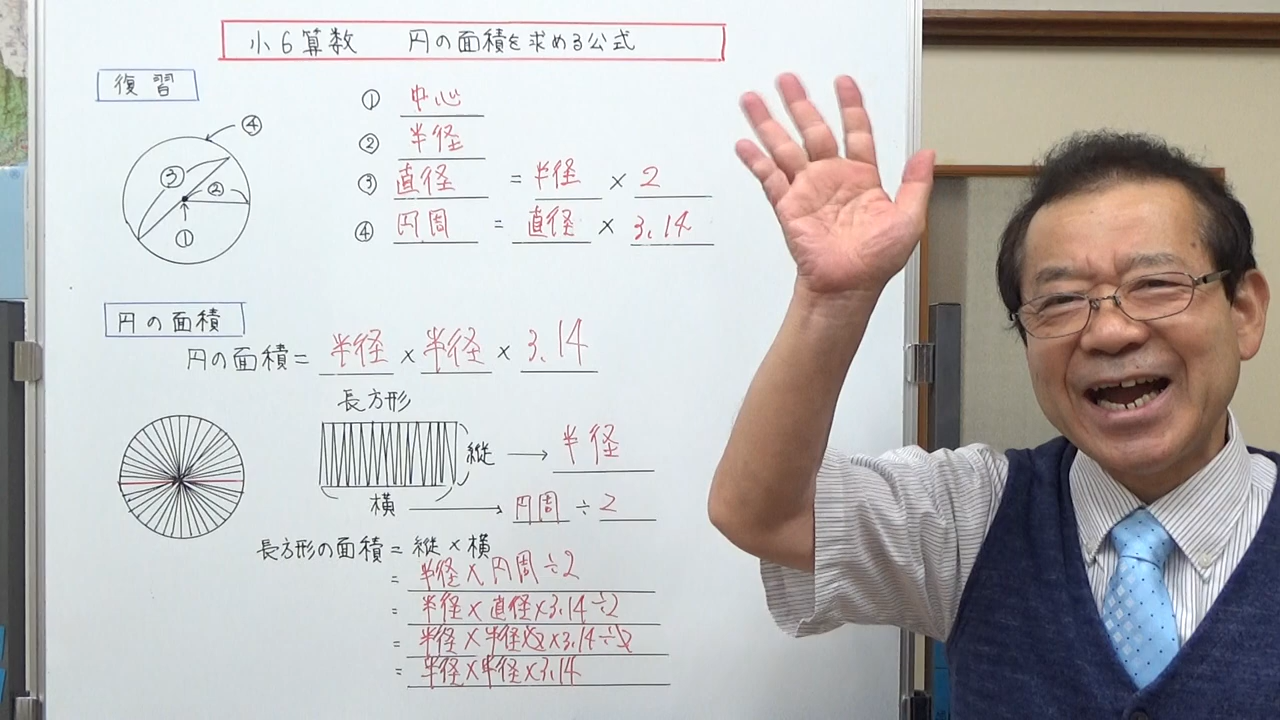 小6算数 円の面積を求める公式
復習
① 中心
② 半径
③ 直径 = 半径 × 2
④ 円周 = 直径 × 3.14
④
③
②
①
円の面積
円の面積 = 半径 × 半径 × 3.14
長方形
縦 → 半径
横 → 円周 ÷ 2
長方形の面積 = 縦 × 横
= 半径 × 円周 ÷ 2
= 半径 × 直径 × 3.14 ÷ 2
= 半径 × 半径 × 2 × 3.14 ÷ 2
= 半径 × 半径 × 3.14